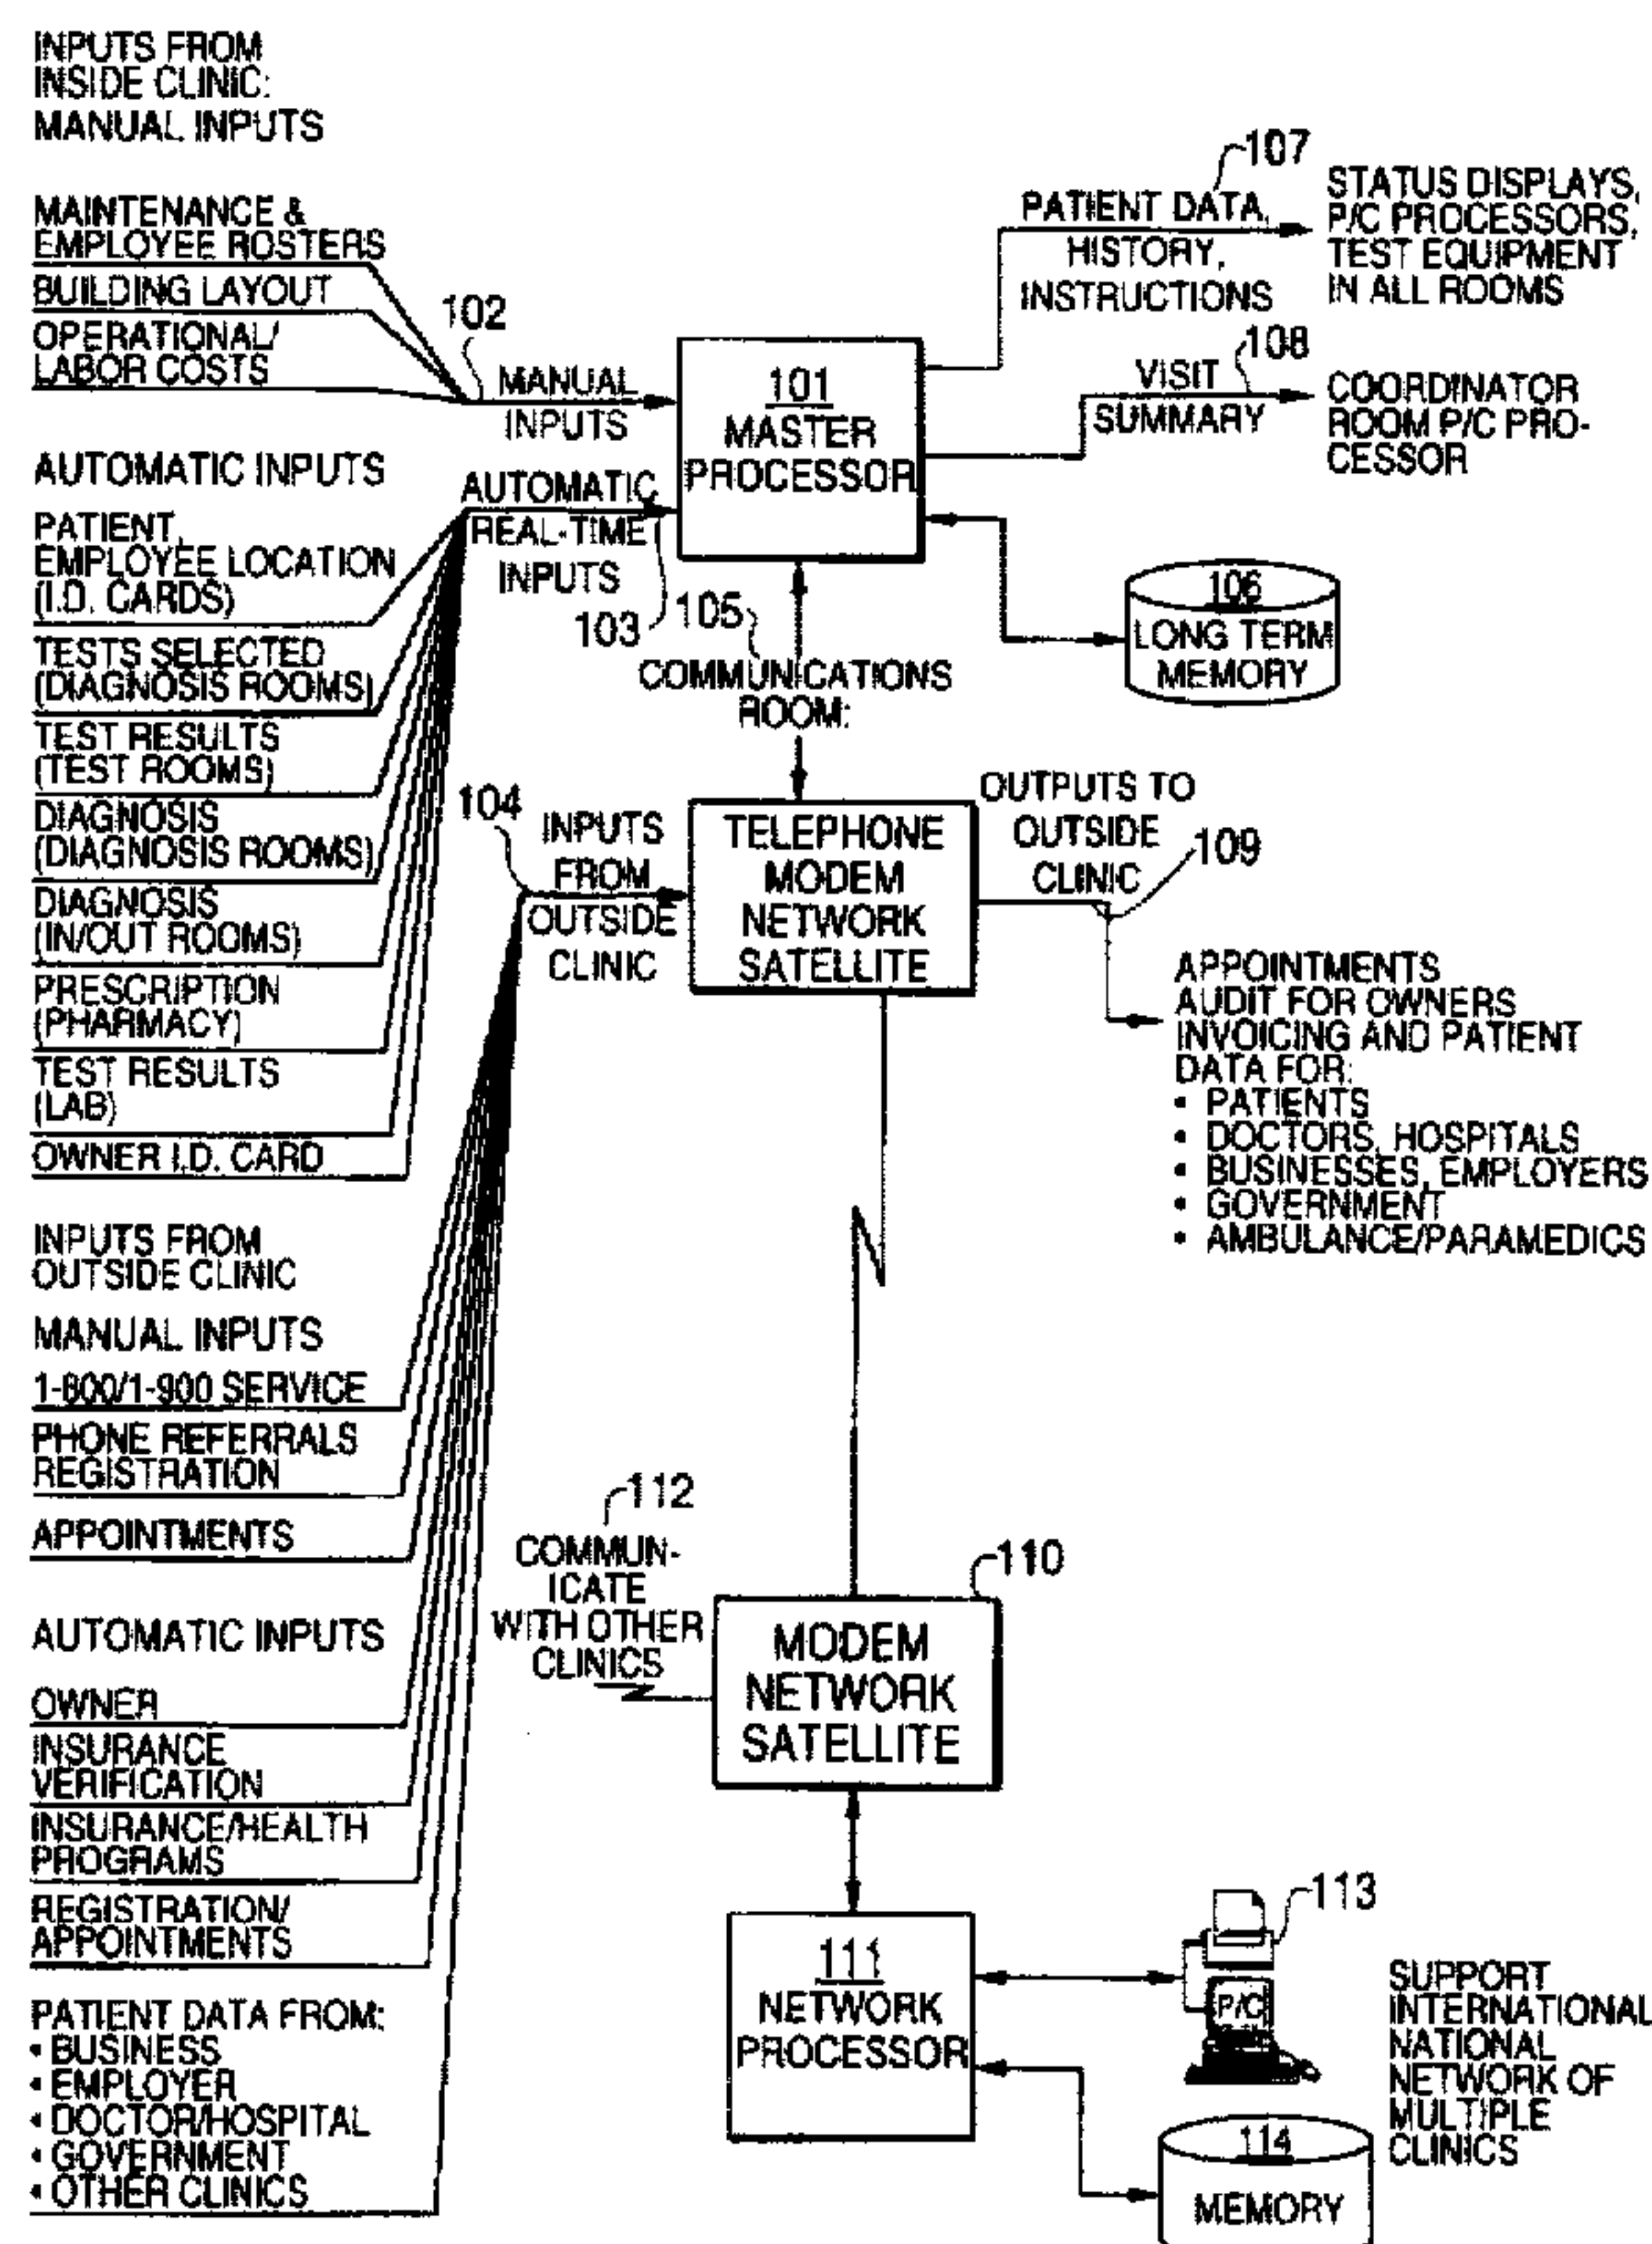 INPUTS FROM
INSIDE CLINIC:
MANUAL INPUTS
MAINTENANCE &
EMPLOYEE ROSTERS
BUILDING LAYOUT
OPERATIONAL/
LABOR COSTS
102
MANUAL
INPUTS
AUTOMATIC INPUTS
PATIENT,
EMPLOYEE LOCATION
(I.D. CARDS)
TESTS SELECTED
(DIAGNOSIS ROOMS)
TEST RESULTS
(TEST ROOMS)
DIAGNOSIS
(DIAGNOSIS ROOMS)
DIAGNOSIS
(IN/OUT ROOMS)
PRESCRIPTION
(PHARMACY)
TEST RESULTS
(LAB)
OWNER I.D. CARD
AUTOMATIC
REAL-TIME
INPUTS
103
101
MASTER
PROCESSOR
107
PATIENT DATA,
HISTORY,
INSTRUCTIONS
STATUS DISPLAYS,
P/C PROCESSORS,
TEST EQUIPMENT
IN ALL ROOMS
108
VISIT
SUMMARY
COORDINATOR
ROOM P/C PRO-
CESSOR
106
LONG TERM
MEMORY
105
COMMUNICATIONS
ROOM:
104
INPUTS
FROM
OUTSIDE
CLINIC
TELEPHONE
MODEM
NETWORK
SATELLITE
OUTPUTS TO
OUTSIDE
CLINIC
109
APPOINTMENTS
AUDIT FOR OWNERS
INVOICING AND PATIENT
DATA FOR:
• PATIENTS
• DOCTORS, HOSPITALS
• BUSINESSES, EMPLOYERS
• GOVERNMENT
• AMBULANCE/PARAMEDICS
INPUTS FROM
OUTSIDE CLINIC
MANUAL INPUTS
1-800/1-900 SERVICE
PHONE REFERRALS
REGISTRATION
APPOINTMENTS
AUTOMATIC INPUTS
OWNER
INSURANCE
VERIFICATION
INSURANCE/HEALTH
PROGRAMS
REGISTRATION/
APPOINTMENTS
PATIENT DATA FROM:
• BUSINESS
• EMPLOYER
• DOCTOR/HOSPITAL
• GOVERNMENT
• OTHER CLINICS
112
COMMUN-
ICATE
WITH OTHER
CLINICS
110
MODEM
NETWORK
SATELLITE
111
NETWORK
PROCESSOR
113
P/C
SUPPORT
INTERNATIONAL
NATIONAL
NETWORK OF
MULTIPLE
CLINICS
114
MEMORY